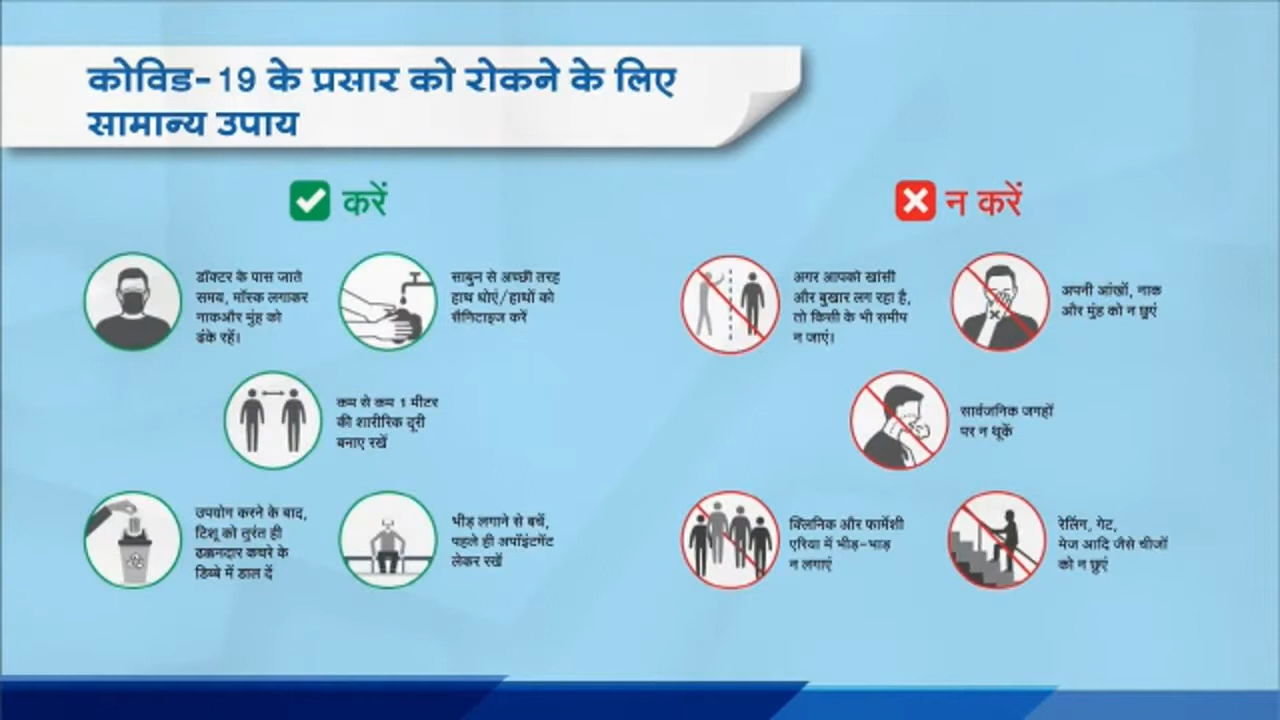 कोविड-19 के प्रसार को रोकने के लिए
सामान्य उपाय
करें
डॉक्टर के पास जाते
समय, मॉस्क लगाकर
नाकऔर मुंह को
ढंके रहें।
साबुन से अच्छी तरह
हाथ धोएं/हाथों को
सैनिटाइज करें
कम से कम 1 मीटर
की शारीरिक दूरी
बनाए रखें
उपयोग करने के बाद,
टिशू को तुरंत ही
ढक्कनदार कचरे के
डिब्बे में डाल दें
भीड़ लगाने से बचें,
पहले ही अपॉइंटमेंट
लेकर रखें
न करें
अगर आपको खांसी
और बुखार लग रहा है,
तो किसी के भी समीप
न जाएं।
अपनी आंखों, नाक
और मुंह को न छुएं
सार्वजनिक जगहों
पर न थूकें
क्लिनिक और फार्मेसी
एरिया में भीड़-भाड़
न लगाएं
रेलिंग, गेट,
मेज आदि जैसे चीजों
को न छुएं